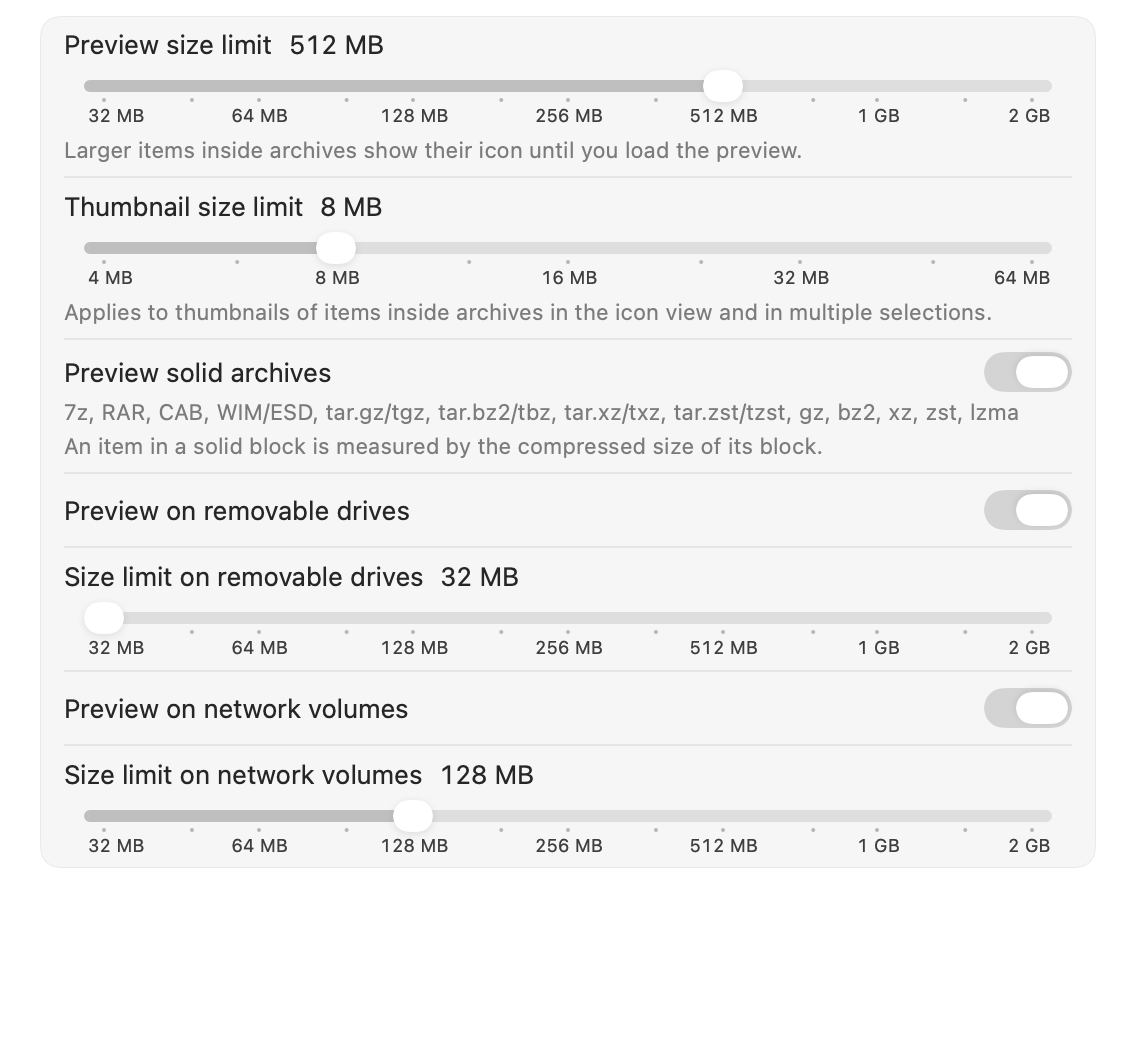 Preview size limit 512 MB
32 MB 64 MB 128 MB 256 MB 512 MB 1 GB 2 GB
Larger items inside archives show their icon until you load the preview.
Thumbnail size limit 8 MB
4 MB 8 MB 16 MB 32 MB 64 MB
Applies to thumbnails of items inside archives in the icon view and in multiple selections.
Preview solid archives
7z, RAR, CAB, WIM/ESD, tar.gz/tgz, tar.bz2/tbz, tar.xz/txz, tar.zst/tzst, gz, bz2, xz, zst, lzma
An item in a solid block is measured by the compressed size of its block.
Preview on removable drives
Size limit on removable drives 32 MB
32 MB 64 MB 128 MB 256 MB 512 MB 1 GB 2 GB
Preview on network volumes
Size limit on network volumes 128 MB
32 MB 64 MB 128 MB 256 MB 512 MB 1 GB 2 GB